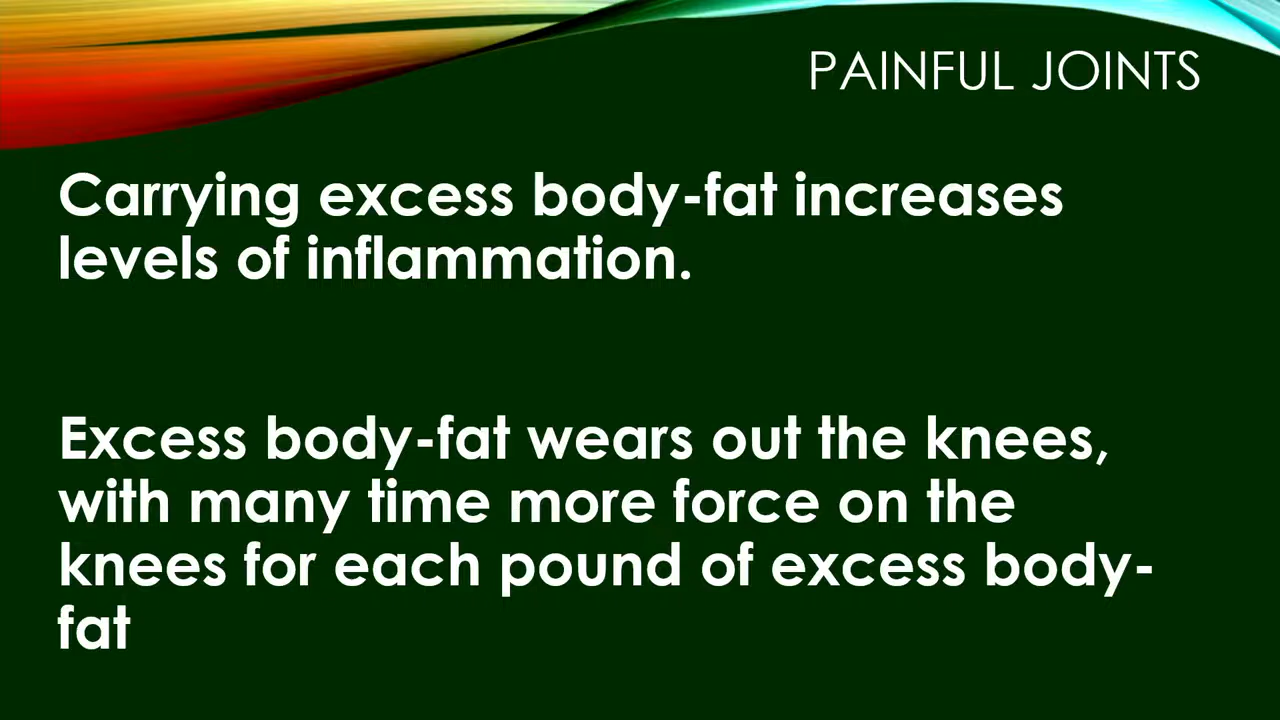 PAINFUL JOINTS
Carrying excess body-fat increases
levels of inflammation.
Excess body-fat wears out the knees,
with many time more force on the
knees for each pound of excess body-
fat